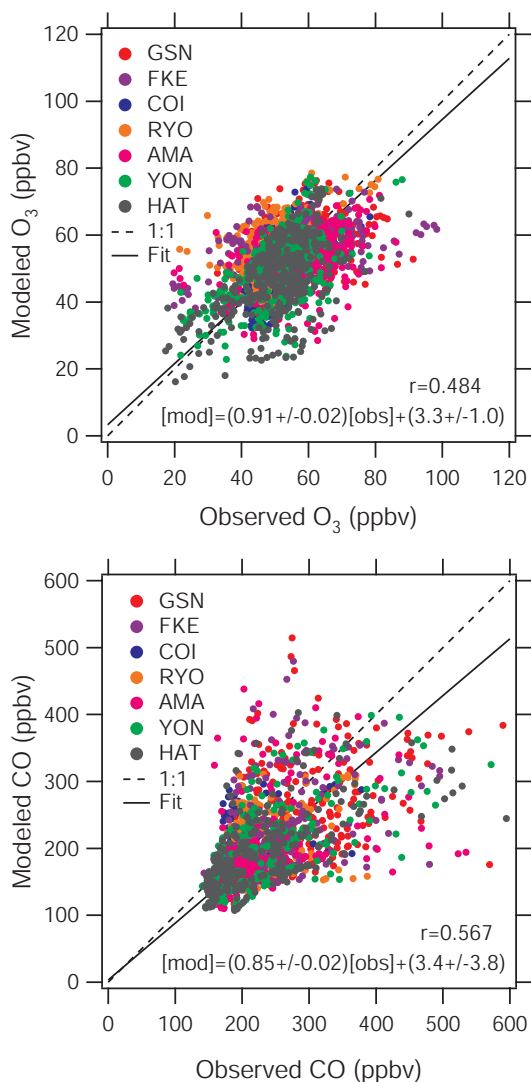 120
100
80
60
40
20
0
Modeled O3 (ppbv)
GSN
FKE
COI
RYO
AMA
YON
HAT
1:1
Fit
r=0.484
[mod]=(0.91+/-0.02)[obs]+(3.3+/-1.0)
0 20 40 60 80 100 120
Observed O3 (ppbv)
600
500
400
300
200
100
0
Modeled CO (ppbv)
GSN
FKE
COI
RYO
AMA
YON
HAT
1:1
Fit
r=0.567
[mod]=(0.85+/-0.02)[obs]+(3.4+/-3.8)
0 100 200 300 400 500 600
Observed CO (ppbv)